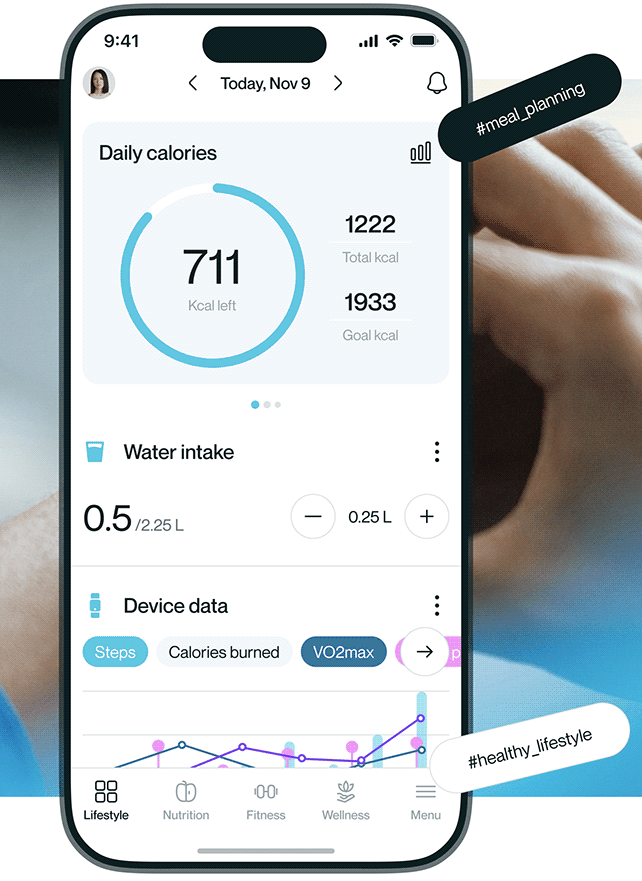 9:41
Today, Nov 9
#meal_planning
Daily calories
711
Kcal left
1222
Total kcal
1933
Goal kcal
Water intake
0.5 /2.25 L
0.25 L
Device data
Steps
Calories burned
VO2max
p
#healthy_lifestyle
Lifestyle
Nutrition
Fitness
Wellness
Menu